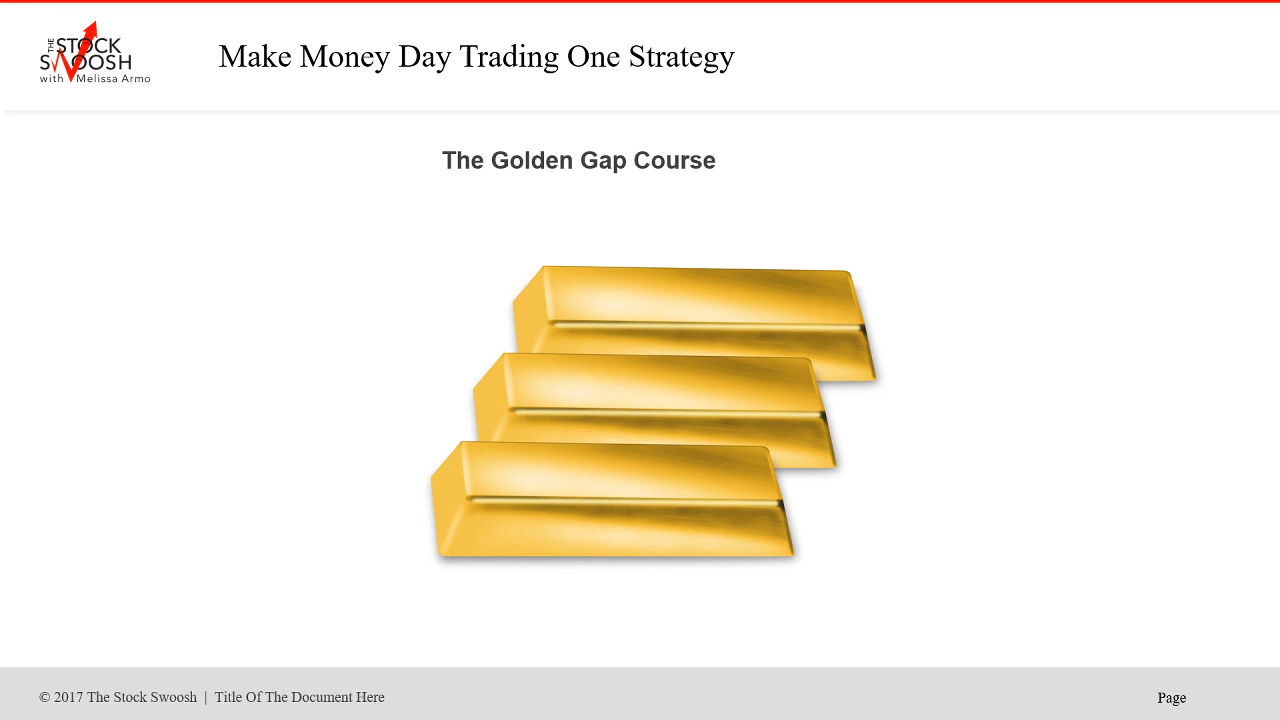 THE STOCK
SWOOSH
with Melissa Armo
Make Money Day Trading One Strategy
The Golden Gap Course
© 2017 The Stock Swoosh | Title Of The Document Here
Page